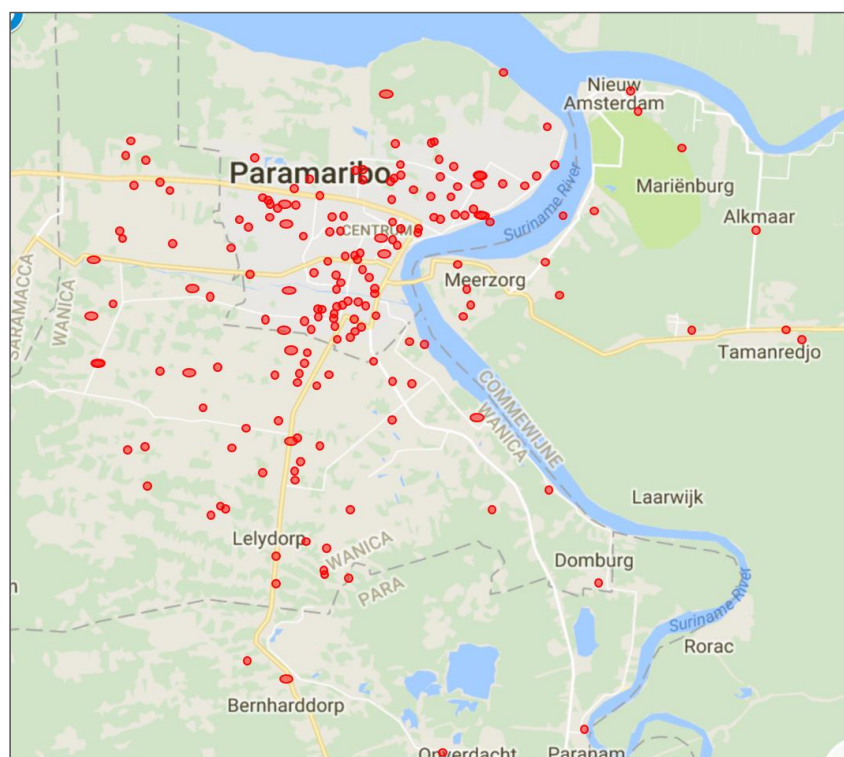 Nieuw
Amsterdam
Paramaribo
Suriname River
Mariënburg
Alkmaar
CENTRUM
SARAMACCA
WANICA
Meerzorg
Tamanredjo
COMMEWIJNE
WANICA
Laarwijk
Lelydorp
WANICA
PARA
Domburg
Suriname River
Rorac
Bernharddorp
Onverdacht
Paranam